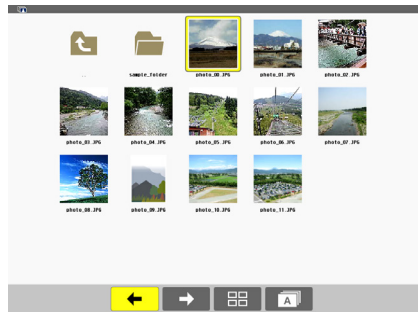 ..
sample_folder
photo_00.JPG
photo_01.JPG
photo_02.JPG
photo_03.JPG
photo_04.JPG
photo_05.JPG
photo_06.JPG
photo_07.JPG
photo_08.JPG
photo_09.JPG
photo_10.JPG
photo_11.JPG
A